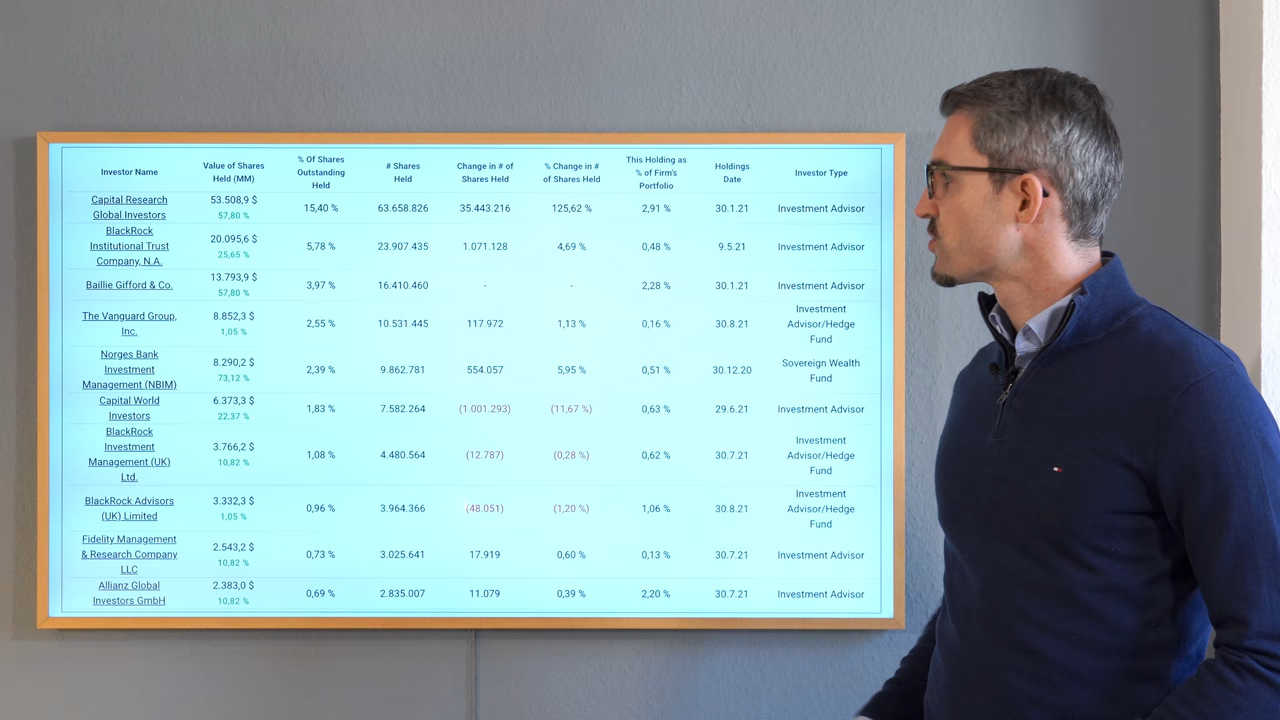 Investor Name
Value of Shares
Held (MM)
% Of Shares
Outstanding
Held
# Shares
Held
Change in # of
Shares Held
% Change in #
of Shares Held
This Holding as
% of Firm's
Portfolio
Holdings
Date
Investor Type
Capital Research
Global Investors
53.508,9 $
57,80 %
15,40 %
63.658.826
35.443.216
125,62 %
2,91 %
30.1.21
Investment Advisor
BlackRock
Institutional Trust
Company, N.A.
20.095,6 $
25,65 %
5,78 %
23.907.435
1.071.128
4,69 %
0,48 %
9.5.21
Investment Advisor
Baillie Gifford & Co.
13.793,9 $
57,80 %
3,97 %
16.410.460
-
-
2,28 %
30.1.21
Investment Advisor
The Vanguard Group,
Inc.
8.852,3 $
1,05 %
2,55 %
10.531.445
117.972
1,13 %
0,16 %
30.8.21
Investment
Advisor/Hedge
Fund
Norges Bank
Investment
Management (NBIM)
8.290,2 $
73,12 %
2,39 %
9.862.781
554.057
5,95 %
0,51 %
30.12.20
Sovereign Wealth
Fund
Capital World
Investors
6.373,3 $
22,37 %
1,83 %
7.582.264
(1.001.293)
(11,67 %)
0,63 %
29.6.21
Investment Advisor
BlackRock
Investment
Management (UK)
Ltd.
3.766,2 $
10,82 %
1,08 %
4.480.564
(12.787)
(0,28 %)
0,62 %
30.7.21
Investment
Advisor/Hedge
Fund
BlackRock Advisors
(UK) Limited
3.332,3 $
1,05 %
0,96 %
3.964.366
(48.051)
(1,20 %)
1,06 %
30.8.21
Investment
Advisor/Hedge
Fund
Fidelity Management
& Research Company
LLC
2.543,2 $
10,82 %
0,73 %
3.025.641
17.919
0,60 %
0,13 %
30.7.21
Investment Advisor
Allianz Global
Investors GmbH
2.383,0 $
10,82 %
0,69 %
2.835.007
11.079
0,39 %
2,20 %
30.7.21
Investment Advisor